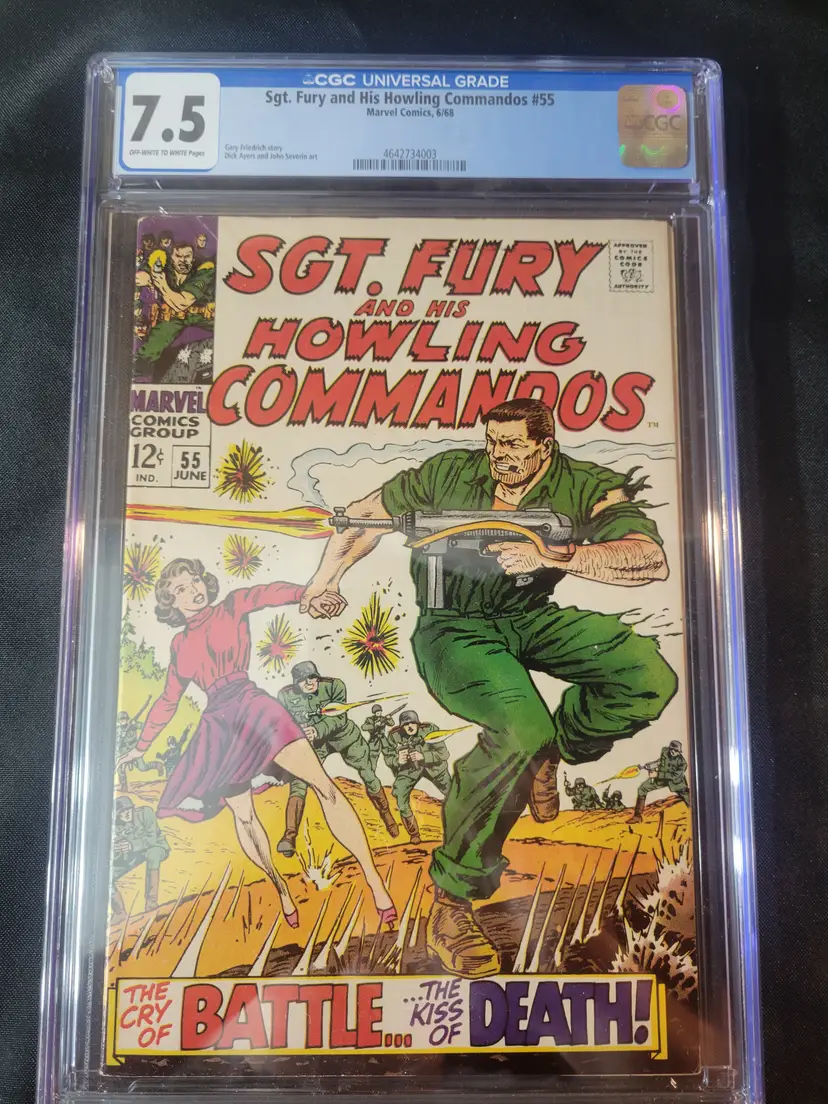 CGC UNIVERSAL GRADE
7.5
OFF-WHITE TO WHITE Pages
Sgt. Fury and His Howling Commandos #55
Marvel Comics, 6/68
Gary Friedrich story
Dick Ayers and John Severin art
4642734003
CGC
SGT. FURY
AND HIS
HOWLING
COMMANDOS
TM
APPROVED
BY THE
COMICS
CODE
AUTHORITY
TM
MARVEL
COMICS
GROUP
12¢
IND.
55
JUNE
THE
CRY
OF
BATTLE...
...THE
KISS
OF
DEATH!